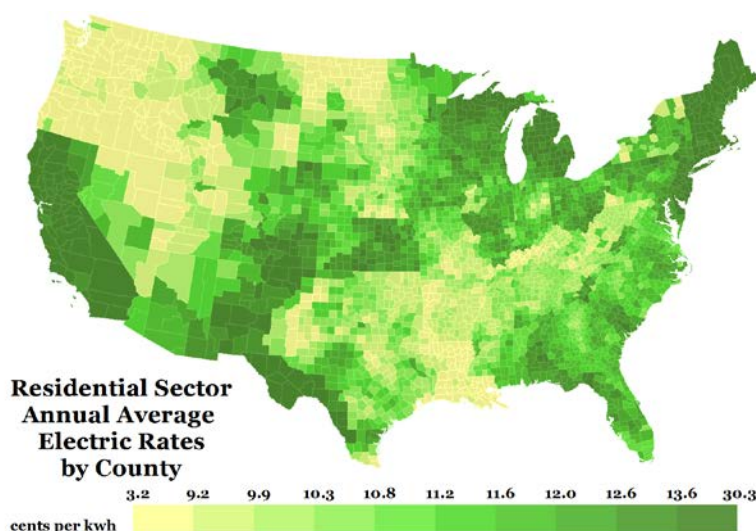 Residential Sector
Annual Average
Electric Rates
by County
3.2 9.2 9.9 10.3 10.8 11.2 11.6 12.0 12.6 13.6 30.3
cents per kwh